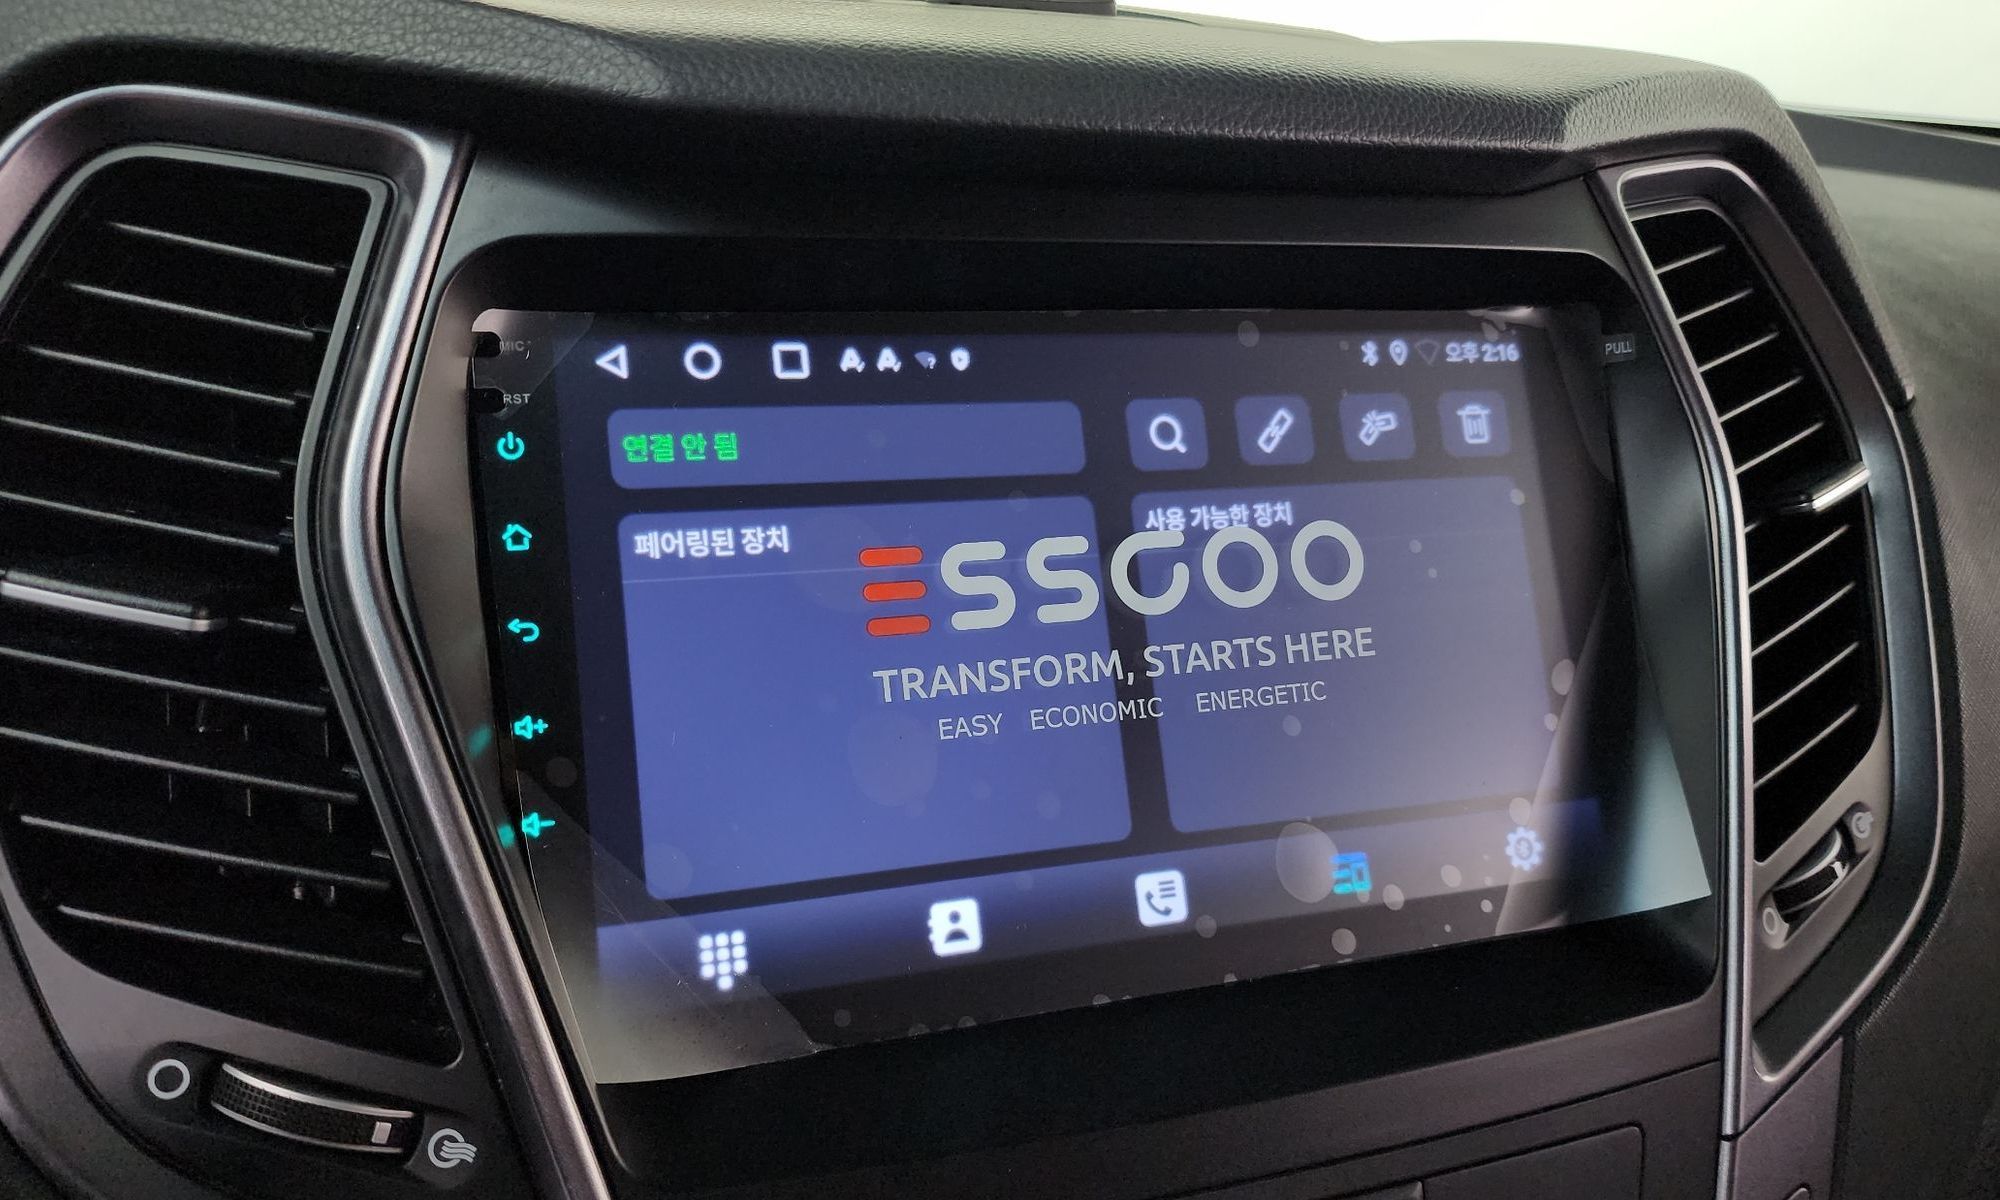 MIC
PULL
오후 2:16
RST
연결 안 됨
페어링된 장치
사용 가능한 장치
ESSGOO
TRANSFORM, STARTS HERE
EASY ECONOMIC ENERGETIC